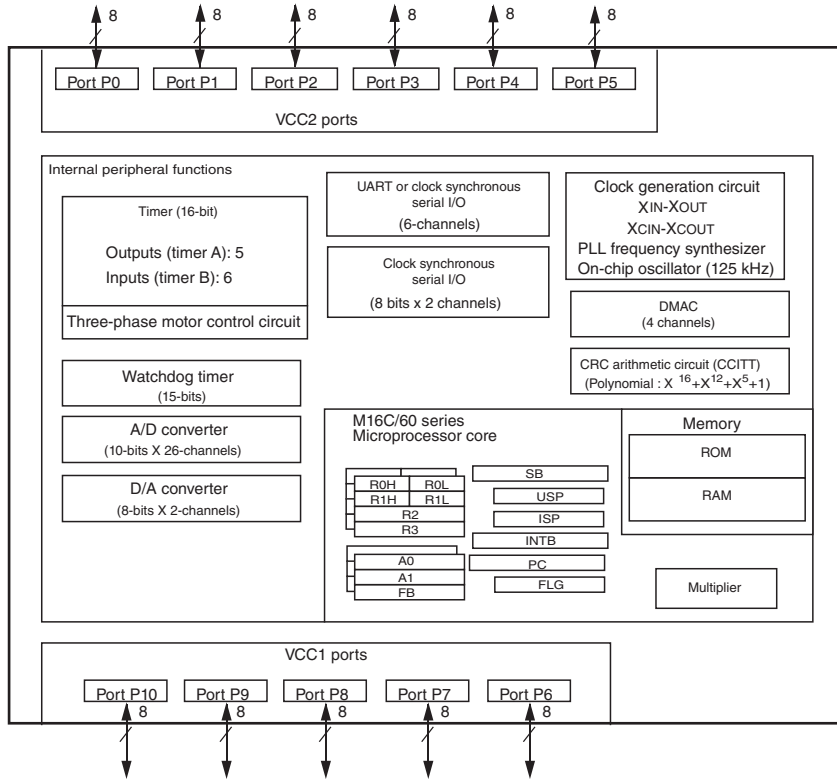 8 8 8 8 8 8
Port P0 Port P1 Port P2 Port P3 Port P4 Port P5
VCC2 ports
Internal peripheral functions
Timer (16-bit)
Outputs (timer A): 5
Inputs (timer B): 6
Three-phase motor control circuit
Watchdog timer
(15-bits)
A/D converter
(10-bits X 26-channels)
D/A converter
(8-bits X 2-channels)
UART or clock synchronous
serial I/O
(6-channels)
Clock synchronous
serial I/O
(8 bits x 2 channels)
Clock generation circuit
XIN-XOUT
XCIN-XCOUT
PLL frequency synthesizer
On-chip oscillator (125 kHz)
DMAC
(4 channels)
CRC arithmetic circuit (CCITT)
(Polynomial : X 16+X12+X5+1)
M16C/60 series
Microprocessor core
R0H R0L
R1H R1L
R2
R3
A0
A1
FB
SB
USP
ISP
INTB
PC
FLG
Memory
ROM
RAM
Multiplier
VCC1 ports
Port P10 Port P9 Port P8 Port P7 Port P6
8 8 8 8 8